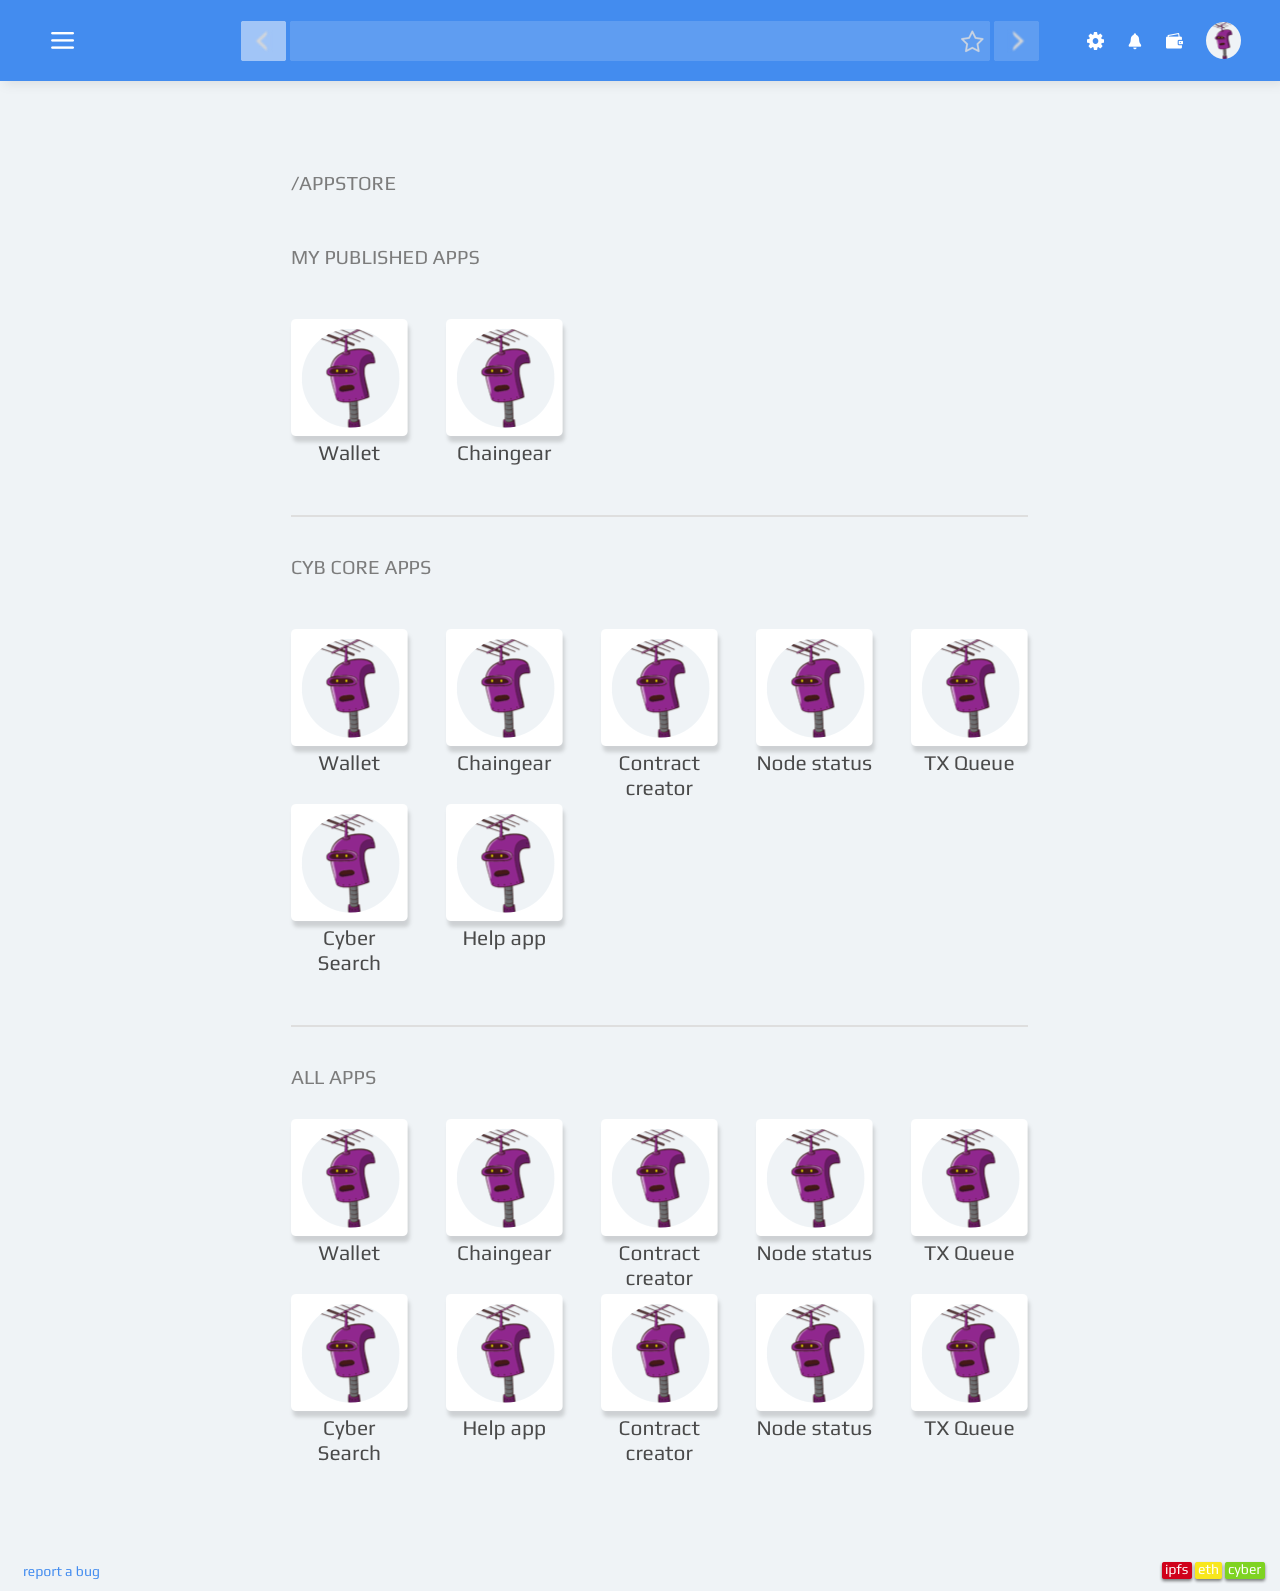 /APPSTORE
MY PUBLISHED APPS
Wallet
Chaingear
CYB CORE APPS
Wallet
Chaingear
Contract
creator
Node status
TX Queue
Cyber
Search
Help app
ALL APPS
Wallet
Chaingear
Contract
creator
Node status
TX Queue
Cyber
Search
Help app
Contract
creator
Node status
TX Queue
report a bug
ipfs
eth
cyber